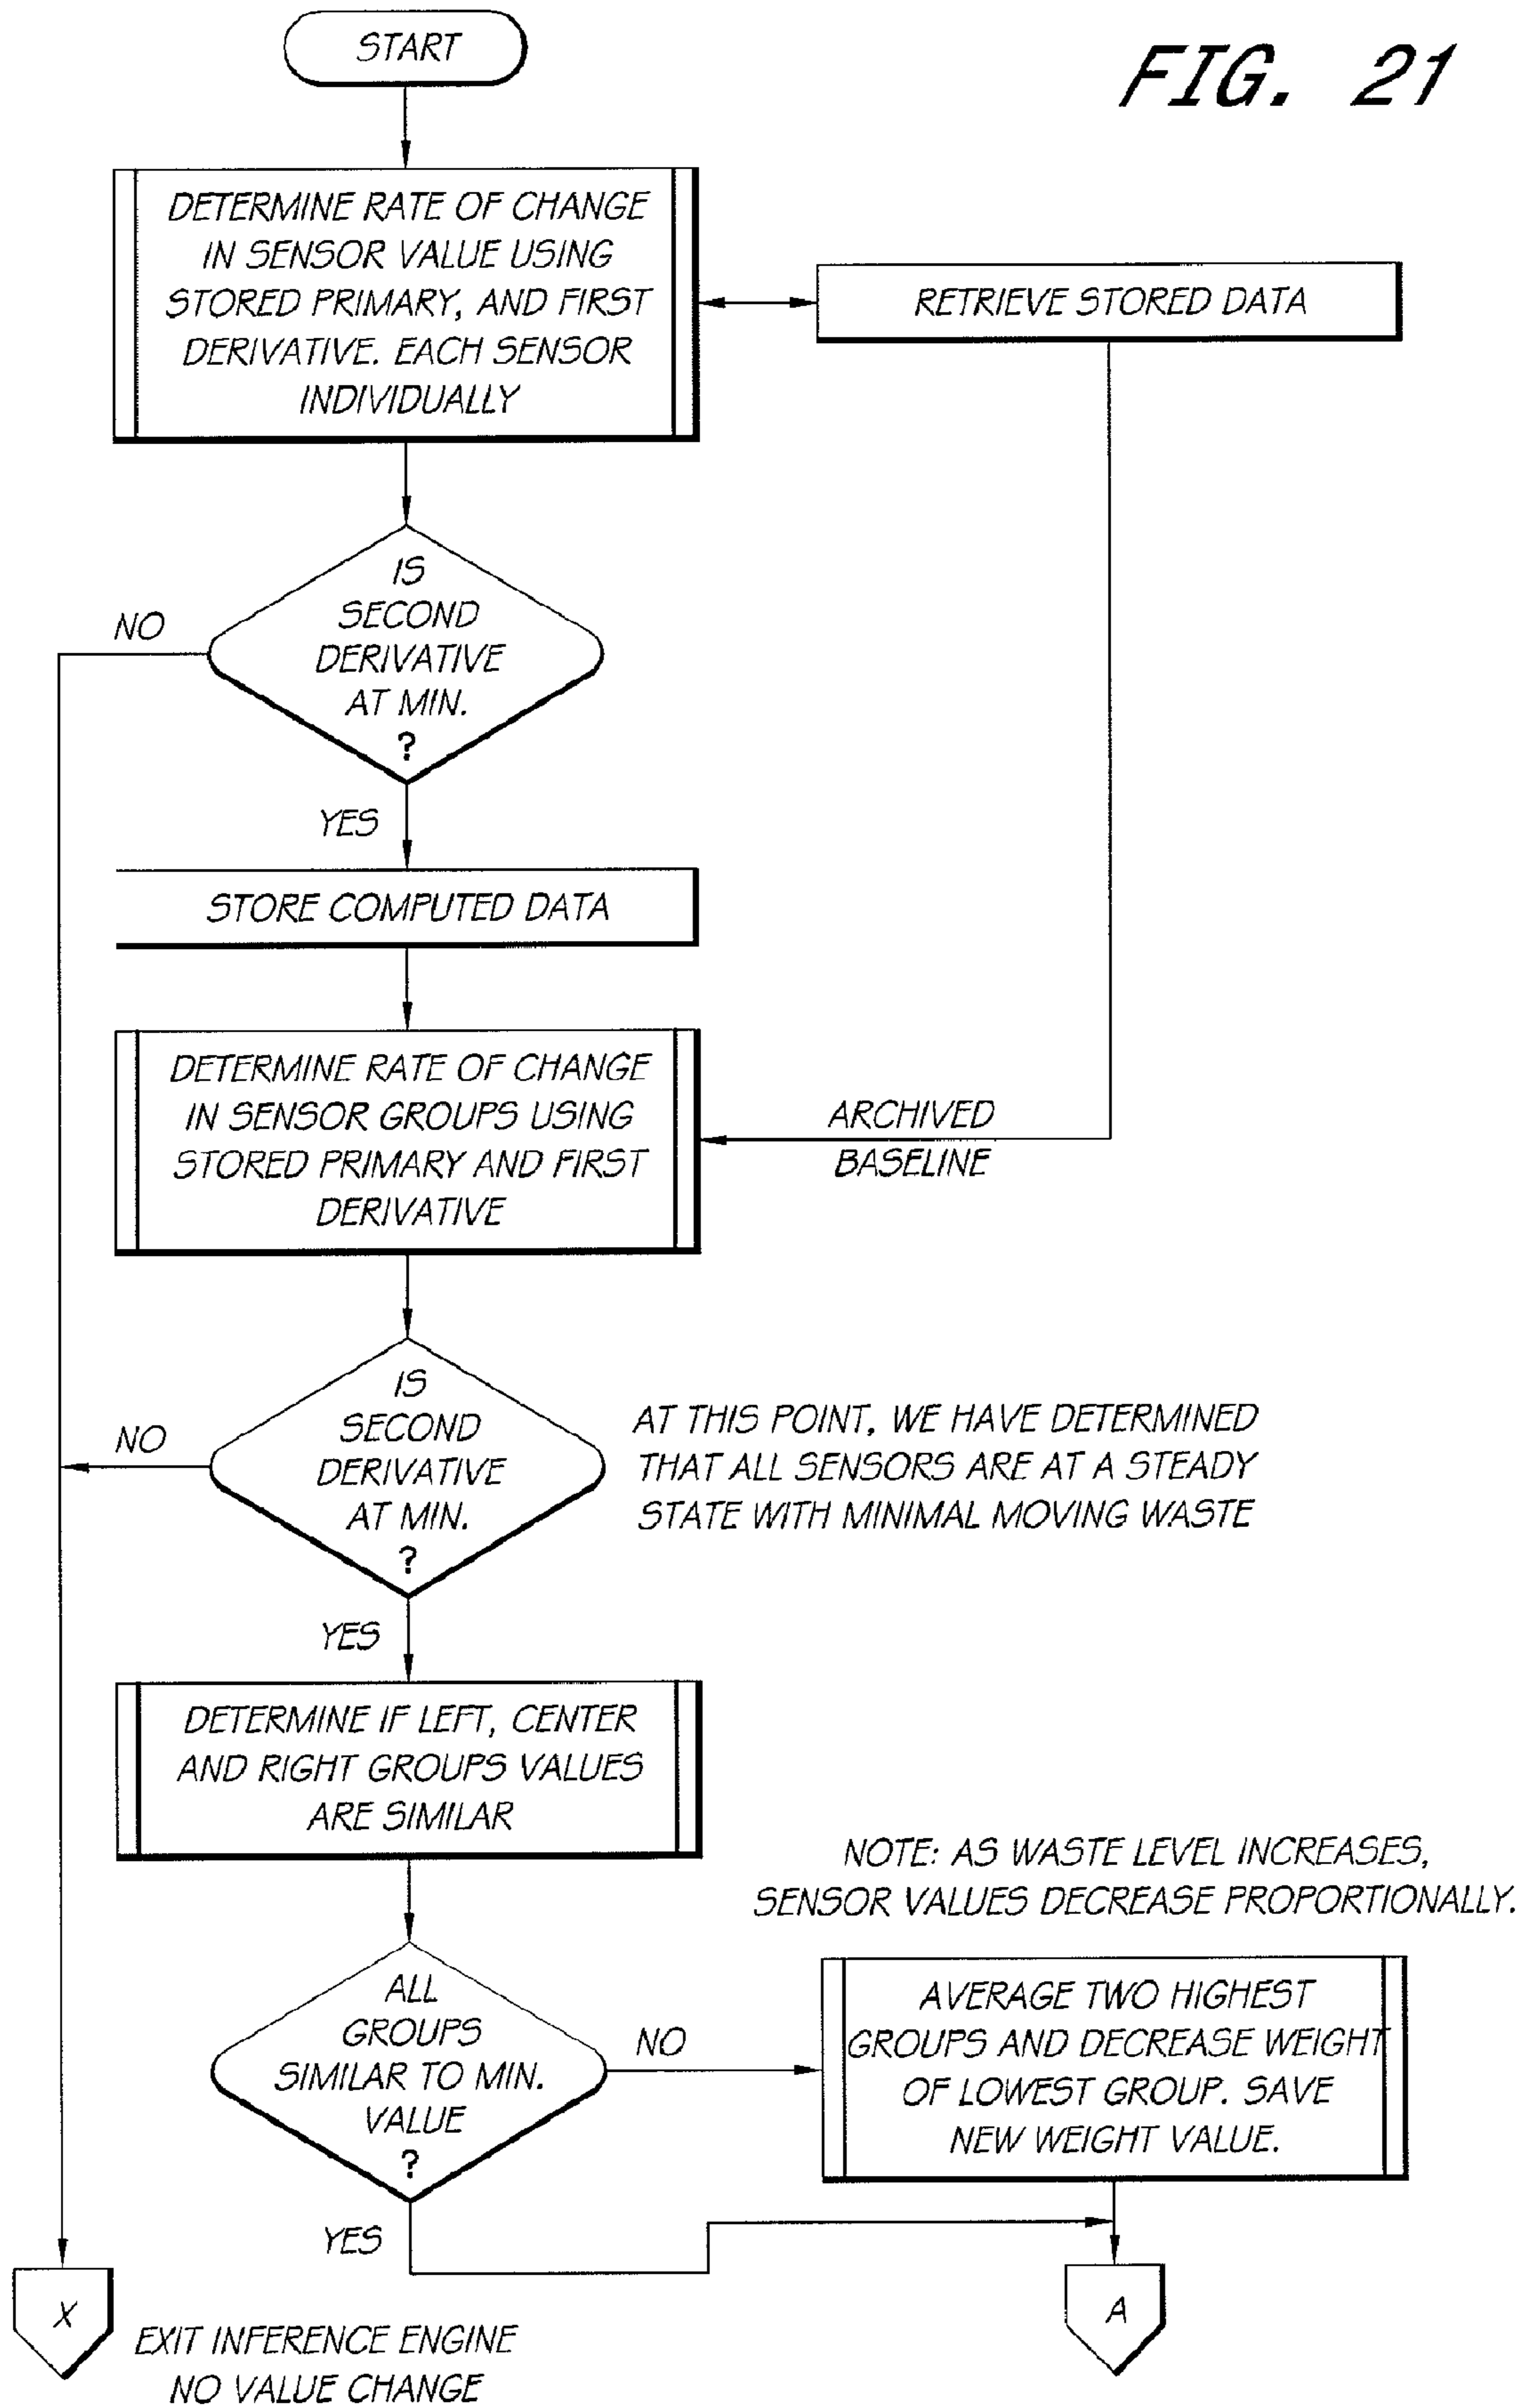 START
FIG. 21
DETERMINE RATE OF CHANGE
IN SENSOR VALUE USING
STORED PRIMARY, AND FIRST
DERIVATIVE. EACH SENSOR
INDIVIDUALLY
RETRIEVE STORED DATA
IS
SECOND
DERIVATIVE
AT MIN.
?
NO
YES
STORE COMPUTED DATA
DETERMINE RATE OF CHANGE
IN SENSOR GROUPS USING
STORED PRIMARY AND FIRST
DERIVATIVE
ARCHIVED
BASELINE
IS
SECOND
DERIVATIVE
AT MIN.
?
NO
AT THIS POINT, WE HAVE DETERMINED
THAT ALL SENSORS ARE AT A STEADY
STATE WITH MINIMAL MOVING WASTE
YES
DETERMINE IF LEFT, CENTER
AND RIGHT GROUPS VALUES
ARE SIMILAR
NOTE: AS WASTE LEVEL INCREASES,
SENSOR VALUES DECREASE PROPORTIONALLY.
ALL
GROUPS
SIMILAR TO MIN.
VALUE
?
NO
AVERAGE TWO HIGHEST
GROUPS AND DECREASE WEIGHT
OF LOWEST GROUP. SAVE
NEW WEIGHT VALUE.
YES
X
EXIT INFERENCE ENGINE
NO VALUE CHANGE
A